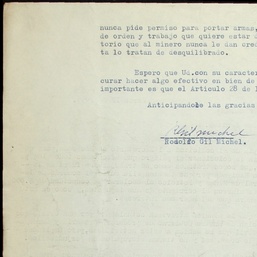 nunca pide permiso para portar armas,
de orden y trabajo que quiere estar
torio que al minero nunca le dan cred
ta lo tratan de desquilibrado.
Espero que Ud.con su caracter
curar hacer algo efectivo en bien de
importante es que el Artículo 28 de l
Anticipandole las gracias
Rodolfo Gil Michel.